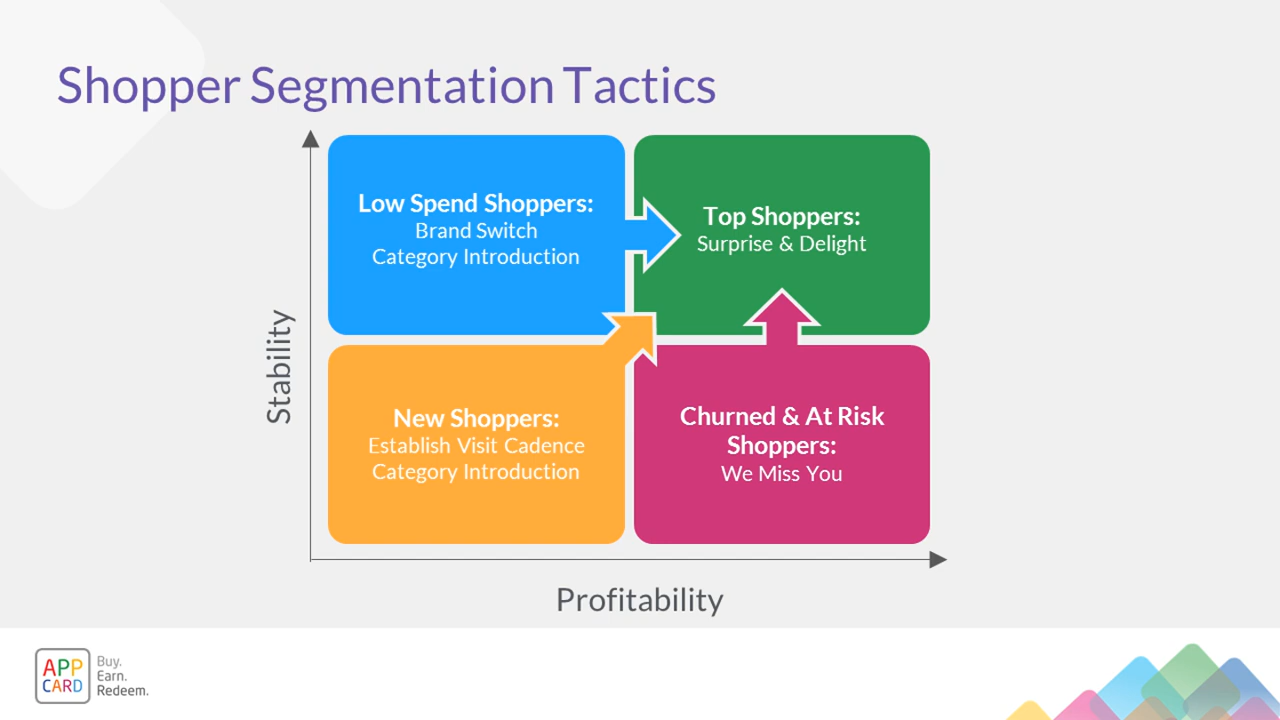 Shopper Segmentation Tactics
Low Spend Shoppers:
Brand Switch
Category Introduction
Top Shoppers:
Surprise & Delight
Stability
New Shoppers:
Establish Visit Cadence
Category Introduction
Churned & At Risk
Shoppers:
We Miss You
Profitability
APP
CARD
Buy.
Earn.
Redeem.